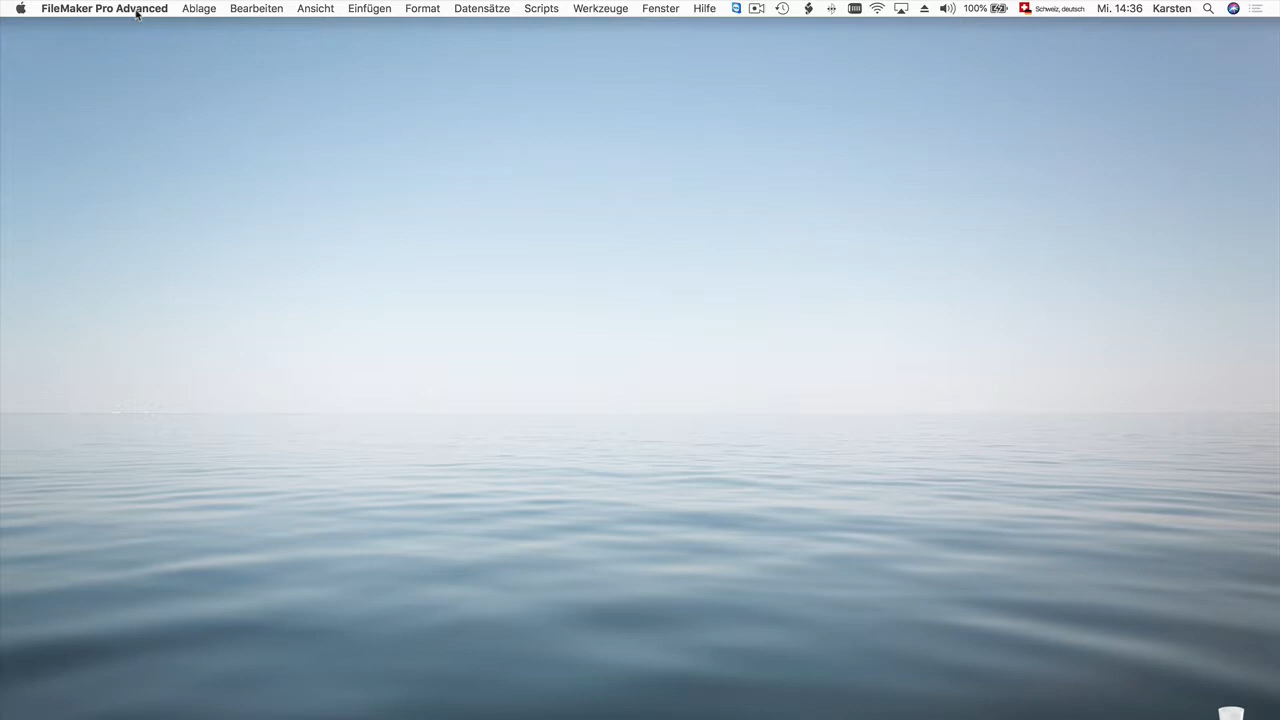 FileMaker Pro Advanced Ablage Bearbeiten Ansicht Einfügen Format Datensätze Scripts Werkzeuge Fenster Hilfe 100% Schweiz, deutsch Mi. 14:36 Karsten